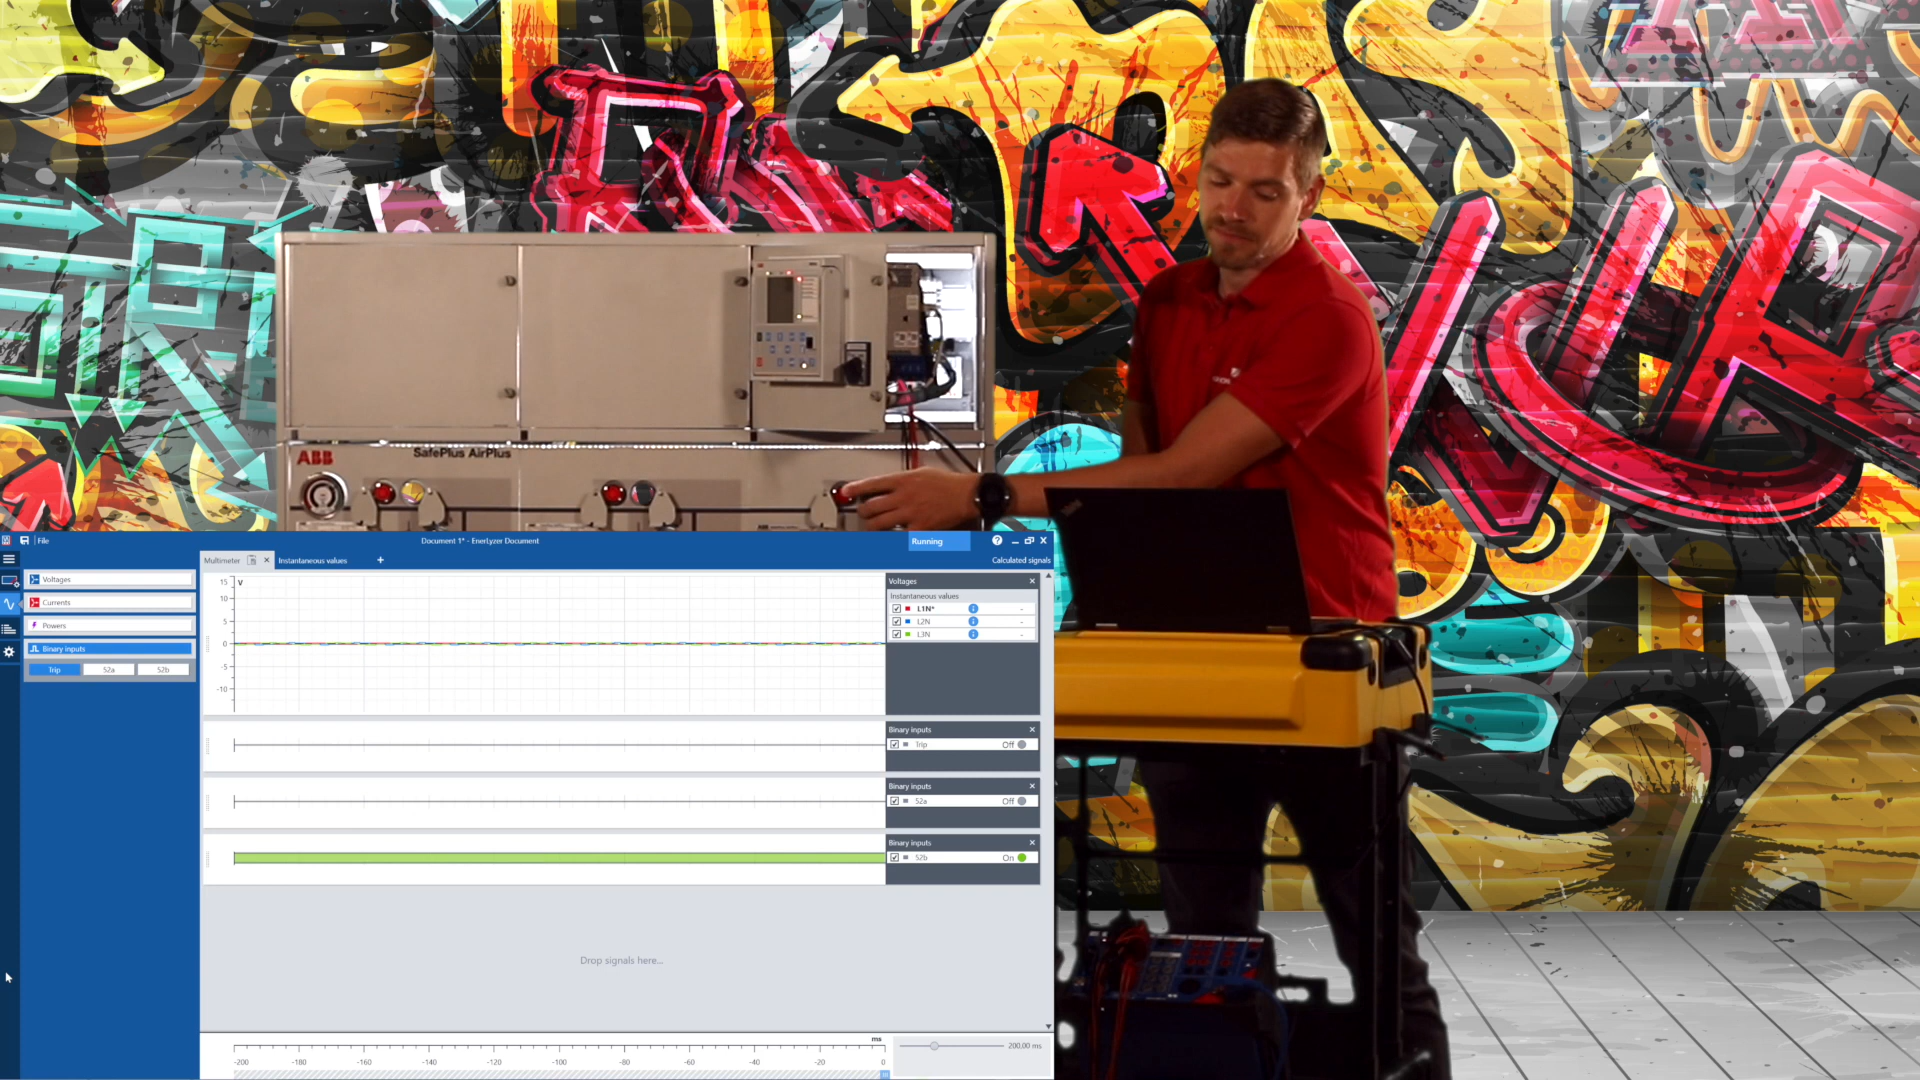 ABB
SafePlus AirPlus
File
Document 1* - EnerLyzer Document
Running
?
Multimeter
Instantaneous values
+
Calculated signals
Voltages
Currents
Powers
Binary inputs
Trip
52a
52b
V
15
10
5
0
-5
-10
Voltages
Instantaneous values
L1N*
-
L2N
-
L3N
-
Binary inputs
Trip
Off
Binary inputs
52a
Off
Binary inputs
52b
On
Drop signals here...
ms
-200
-180
-160
-140
-120
-100
-80
-60
-40
-20
0
200.00 ms